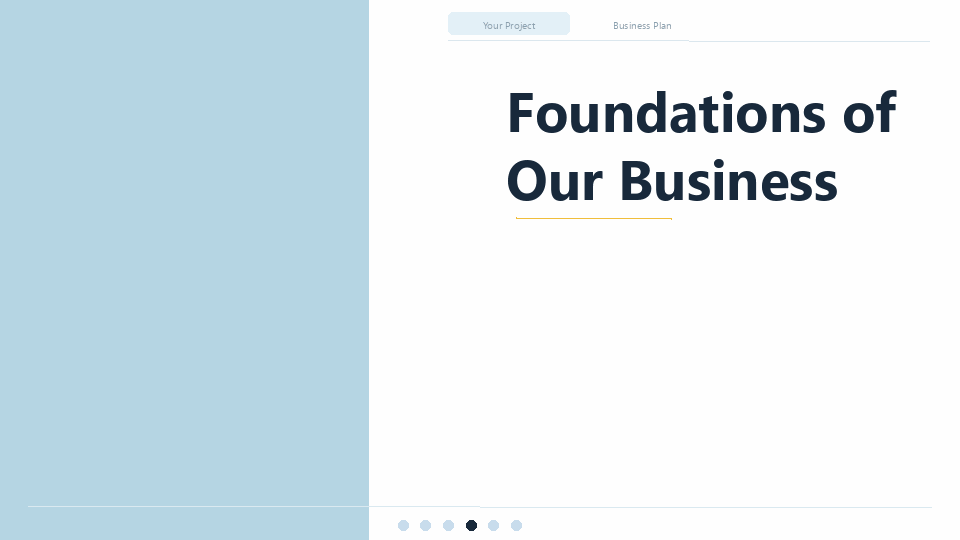 Your Project
Business Plan
Foundations of
Our Business